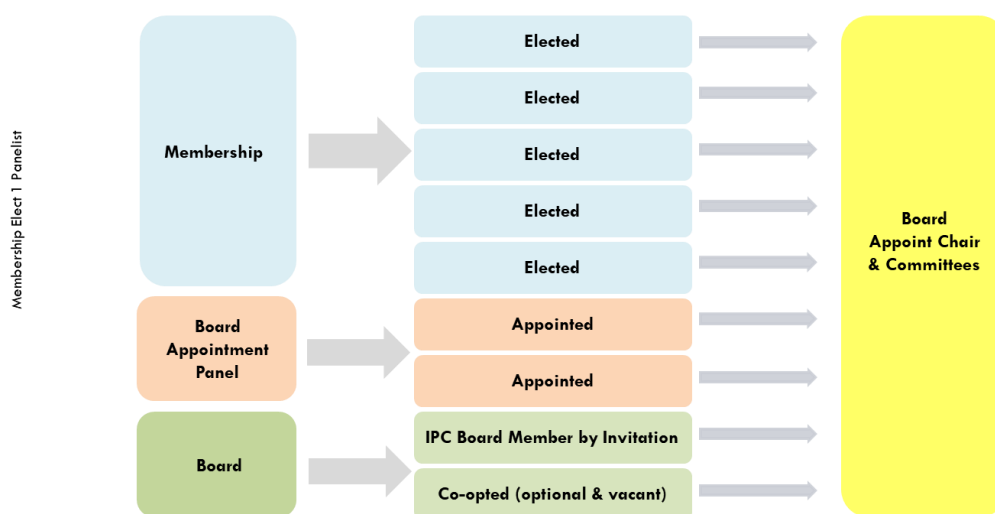 Membership Elect 1 Panelist
Membership
Board
Appointment
Panel
Board
Elected
Elected
Elected
Elected
Elected
Appointed
Appointed
IPC Board Member by Invitation
Co-opted (optional & vacant)
Board
Appoint Chair
& Committees